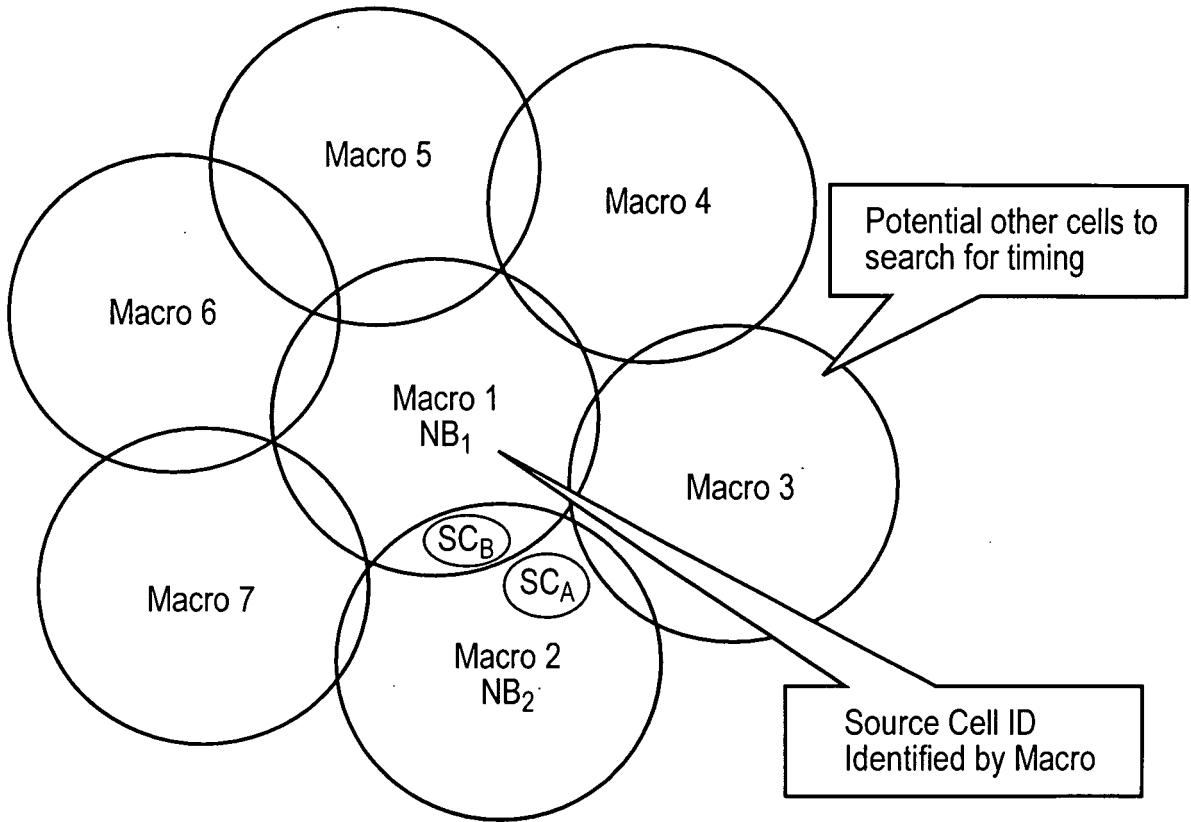 Macro 5
Macro 4
Potential other cells to
search for timing
Macro 6
Macro 1
NB1
Macro 3
SCB
SCA
Macro 7
Macro 2
NB2
Source Cell ID
Identified by Macro